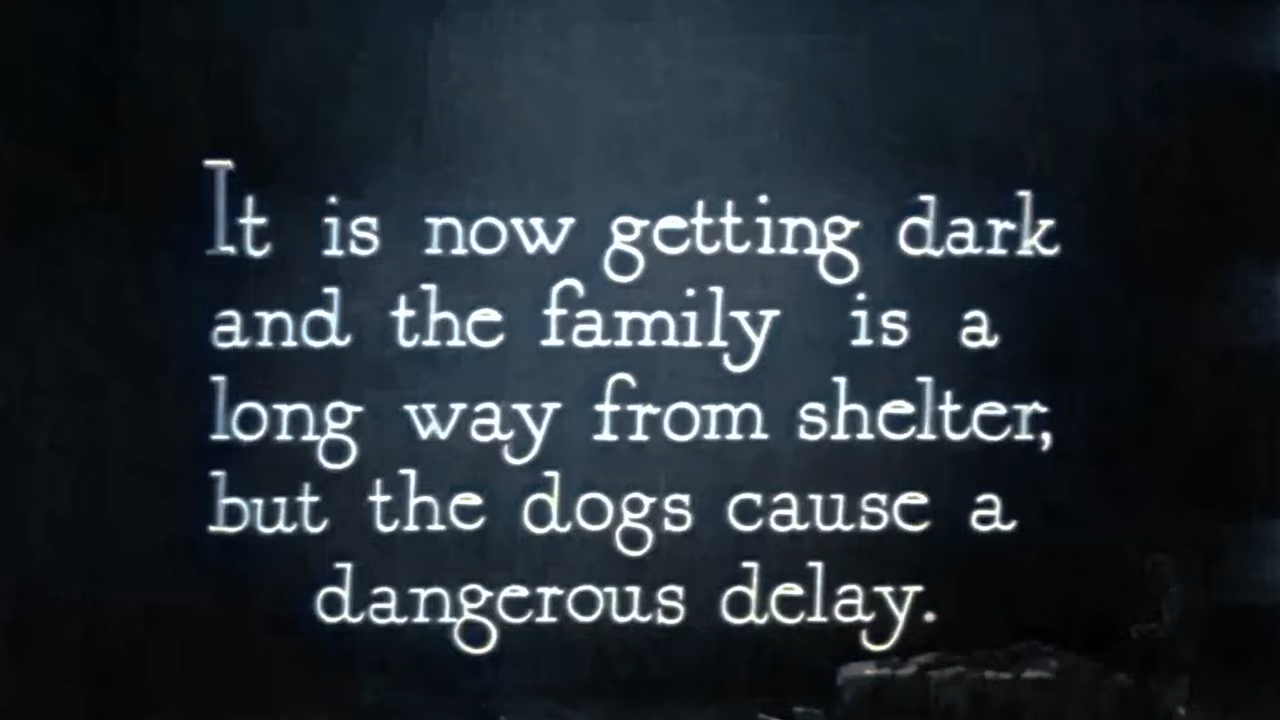 It is now getting dark
and the family is a
long way from shelter,
but the dogs cause a
dangerous delay.